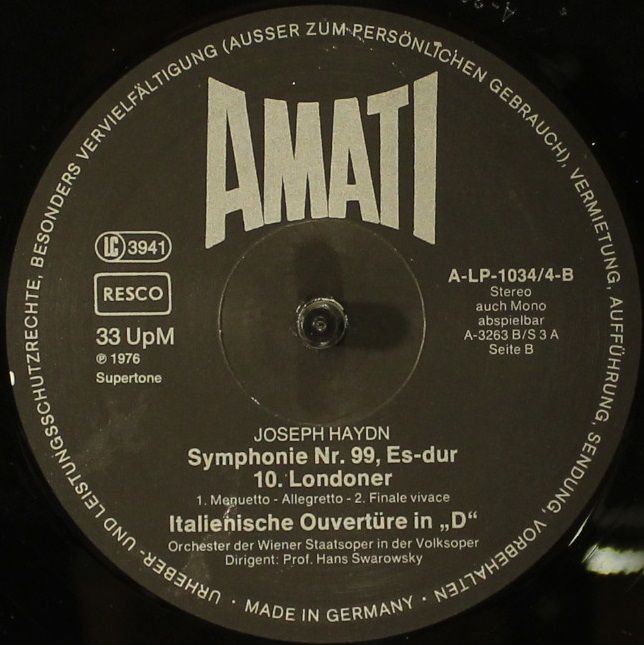 URHEBER- UND LEISTUNGSSCHUTZRECHTE, BESONDERS VERVIELFÄLTIGUNG (AUSSER ZUM PERSÖNLICHEN GEBRAUCH), VERMIETUNG, AUFFÜHRUNG, SENDUNG, VORBEHALTEN · MADE IN GERMANY ·
AMATI
LC 3941
RESCO
33 UpM
℗ 1976
Supertone
A-LP-1034/4-B
Stereo
auch Mono
abspielbar
A-3263 B/S 3 A
Seite B
JOSEPH HAYDN
Symphonie Nr. 99, Es-dur
10. Londoner
1. Menuetto - Allegretto - 2. Finale vivace
Italienische Ouvertüre in „D“
Orchester der Wiener Staatsoper in der Volksoper
Dirigent: Prof. Hans Swarowsky